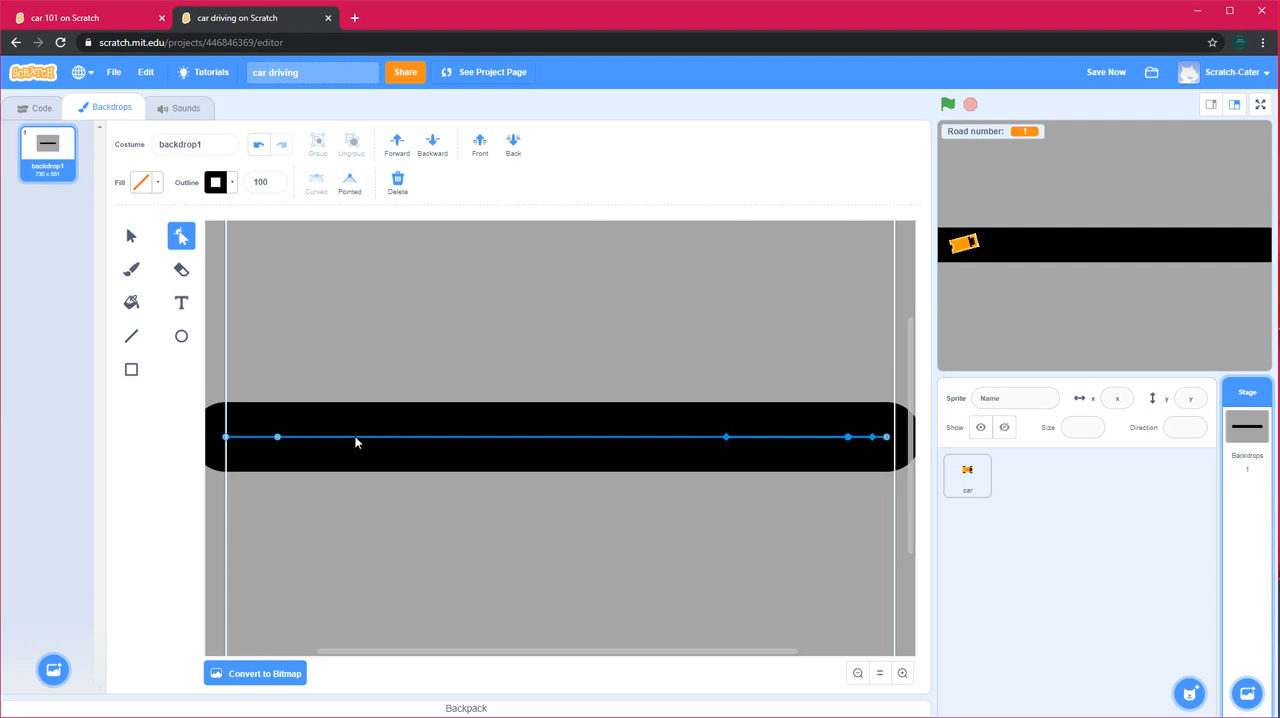 car 101 on Scratch
car driving on Scratch
scratch.mit.edu/projects/446846369/editor
SCRATCH
File
Edit
Tutorials
car driving
Share
See Project Page
Save Now
Scratch-Cater
Code
Backdrops
Sounds
1
backdrop1
730 x 551
Costume
backdrop1
Group
Ungroup
Forward
Backward
Front
Back
Fill
Outline
100
Curved
Pointed
Delete
Convert to Bitmap
Backpack
Road number: 1
Sprite
Name
x
x
y
y
Show
Size
Direction
car
Stage
Backdrops
1